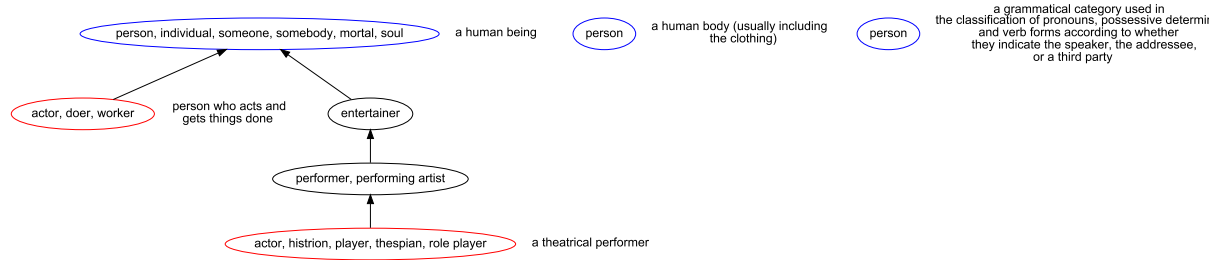 person, individual, someone, somebody, mortal, soul
a human being
person
a human body (usually including
the clothing)
person
a grammatical category used in
the classification of pronouns, possessive
and verb forms according to whether
they indicate the speaker, the addressee,
or a third party
actor, doer, worker
person who acts and
gets things done
entertainer
performer, performing artist
actor, histrion, player, thespian, role player
a theatrical performer